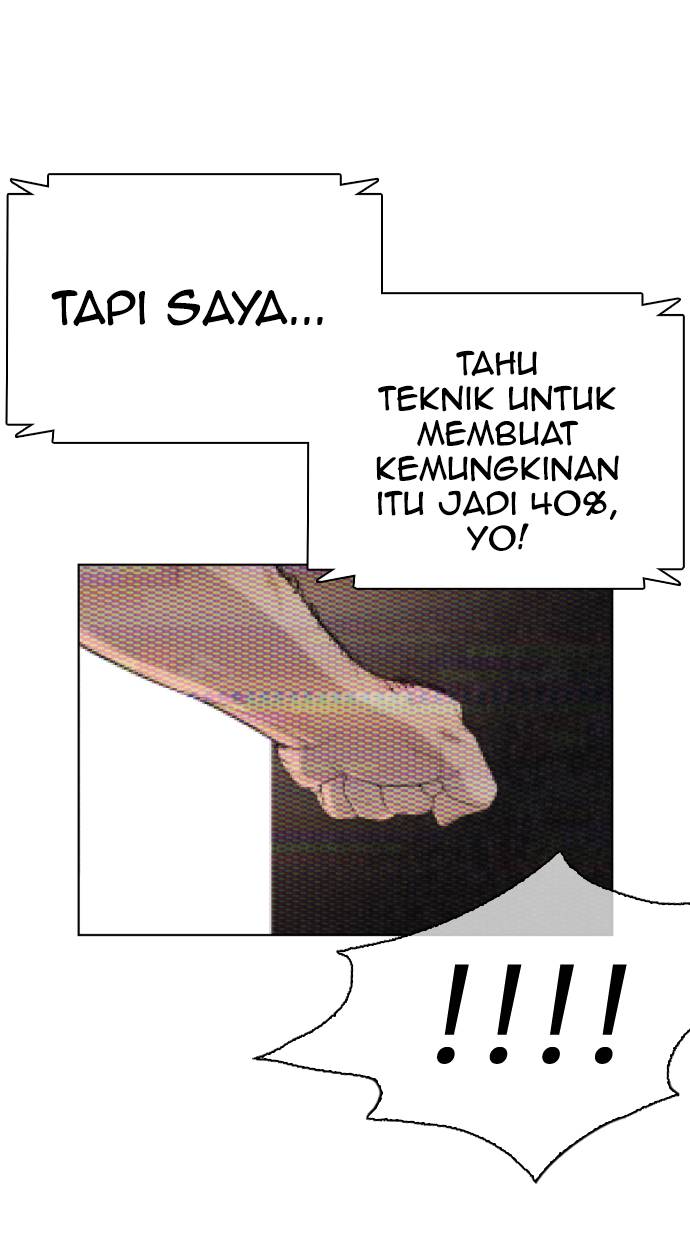 TAPI SAYA...
TAHU
TEKNIK UNTUK
MEMBUAT
KEMUNGKINAN
ITU JADI 40%,
YO!
!!!!